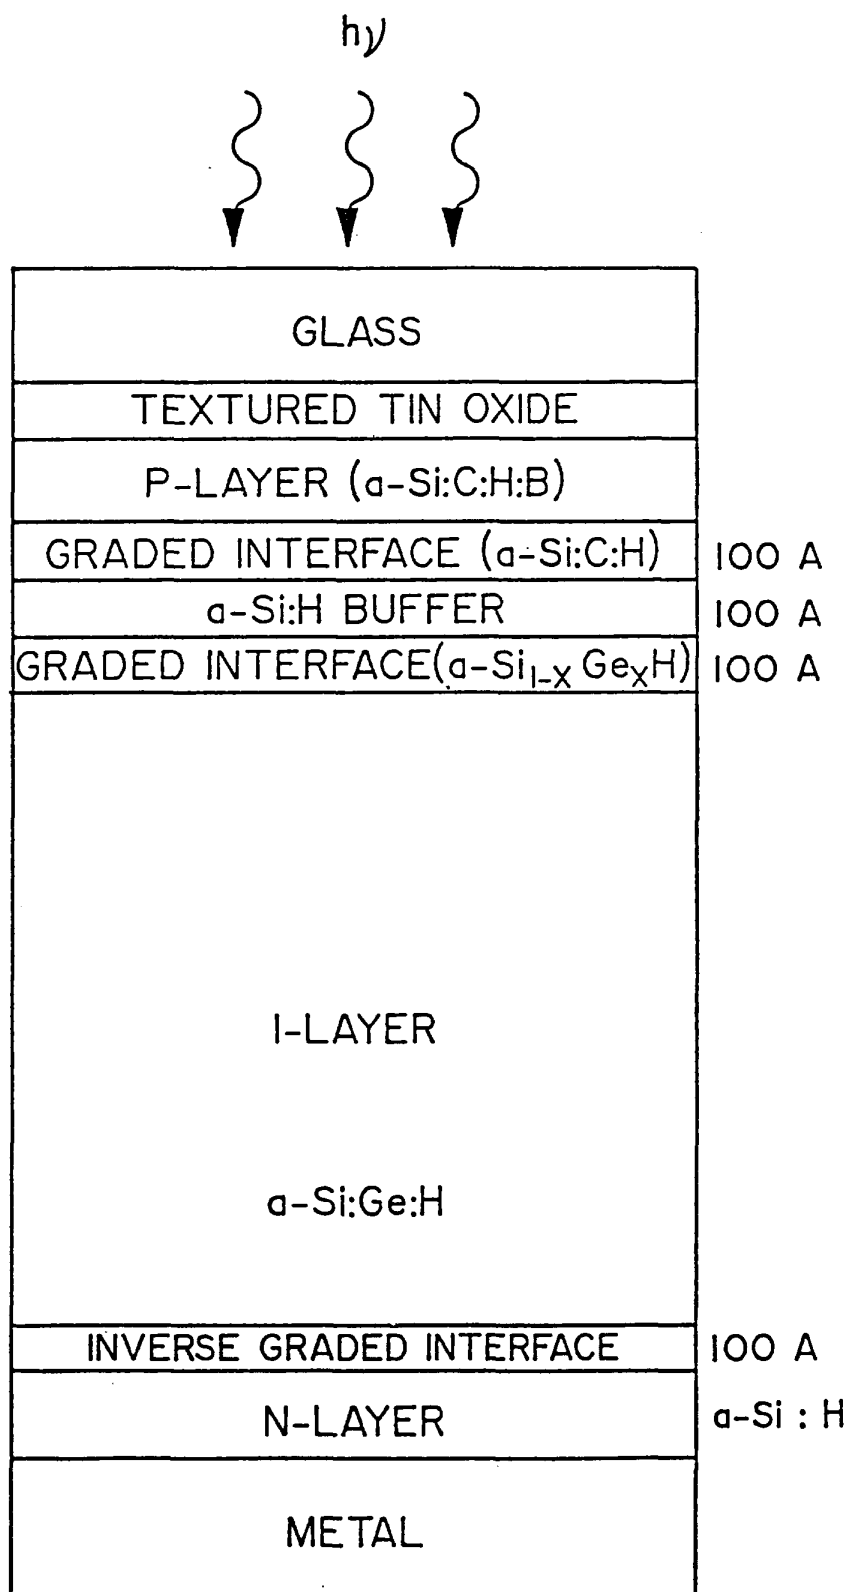 hν
GLASS
TEXTURED TIN OXIDE
P-LAYER (a-Si:C:H:B)
GRADED INTERFACE (a-Si:C:H) 100 A
a-Si:H BUFFER 100 A
GRADED INTERFACE(a-Si₁₋ₓ GeₓH) 100 A
I-LAYER
a-Si:Ge:H
INVERSE GRADED INTERFACE 100 A
N-LAYER a-Si : H
METAL